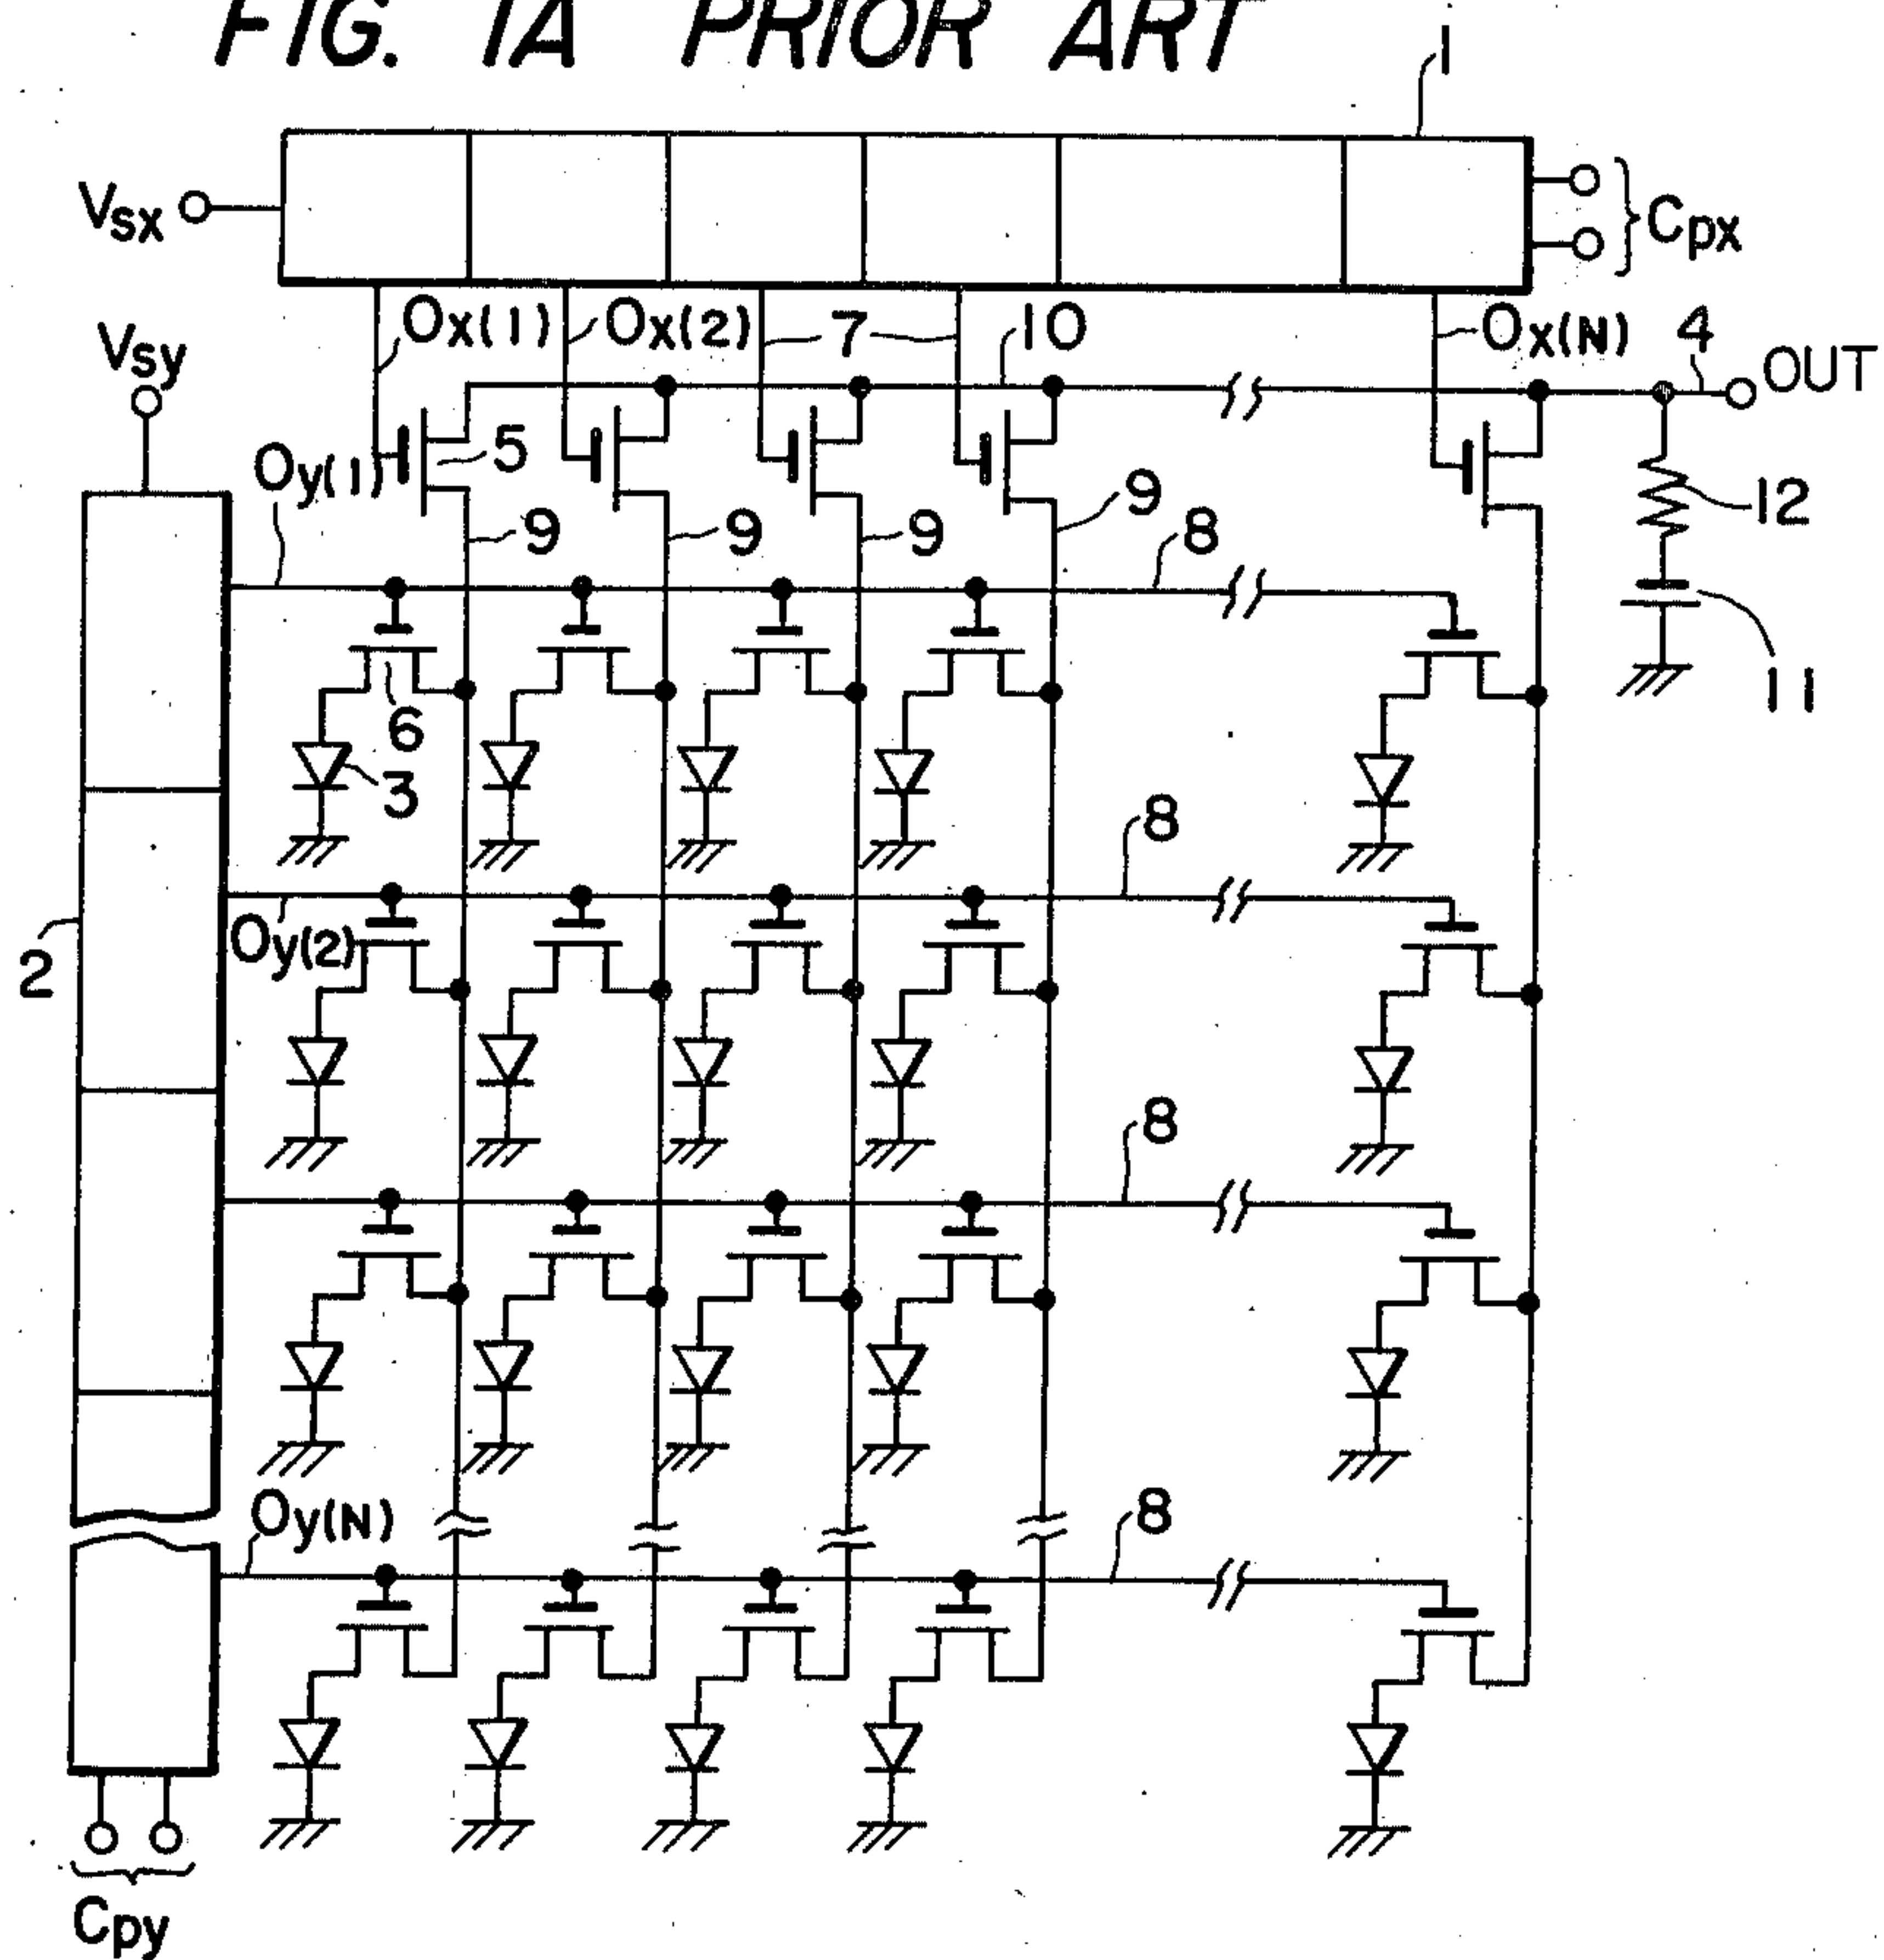 FIG. 1A PRIOR ART
1
Vsx
Cpx
Ox(1)
Ox(2)
7
10
Ox(N)
4
OUT
Vsy
Oy(1)
5
9
9
9
9
8
12
11
6
3
8
Oy(2)
2
8
Oy(N)
8
Cpy